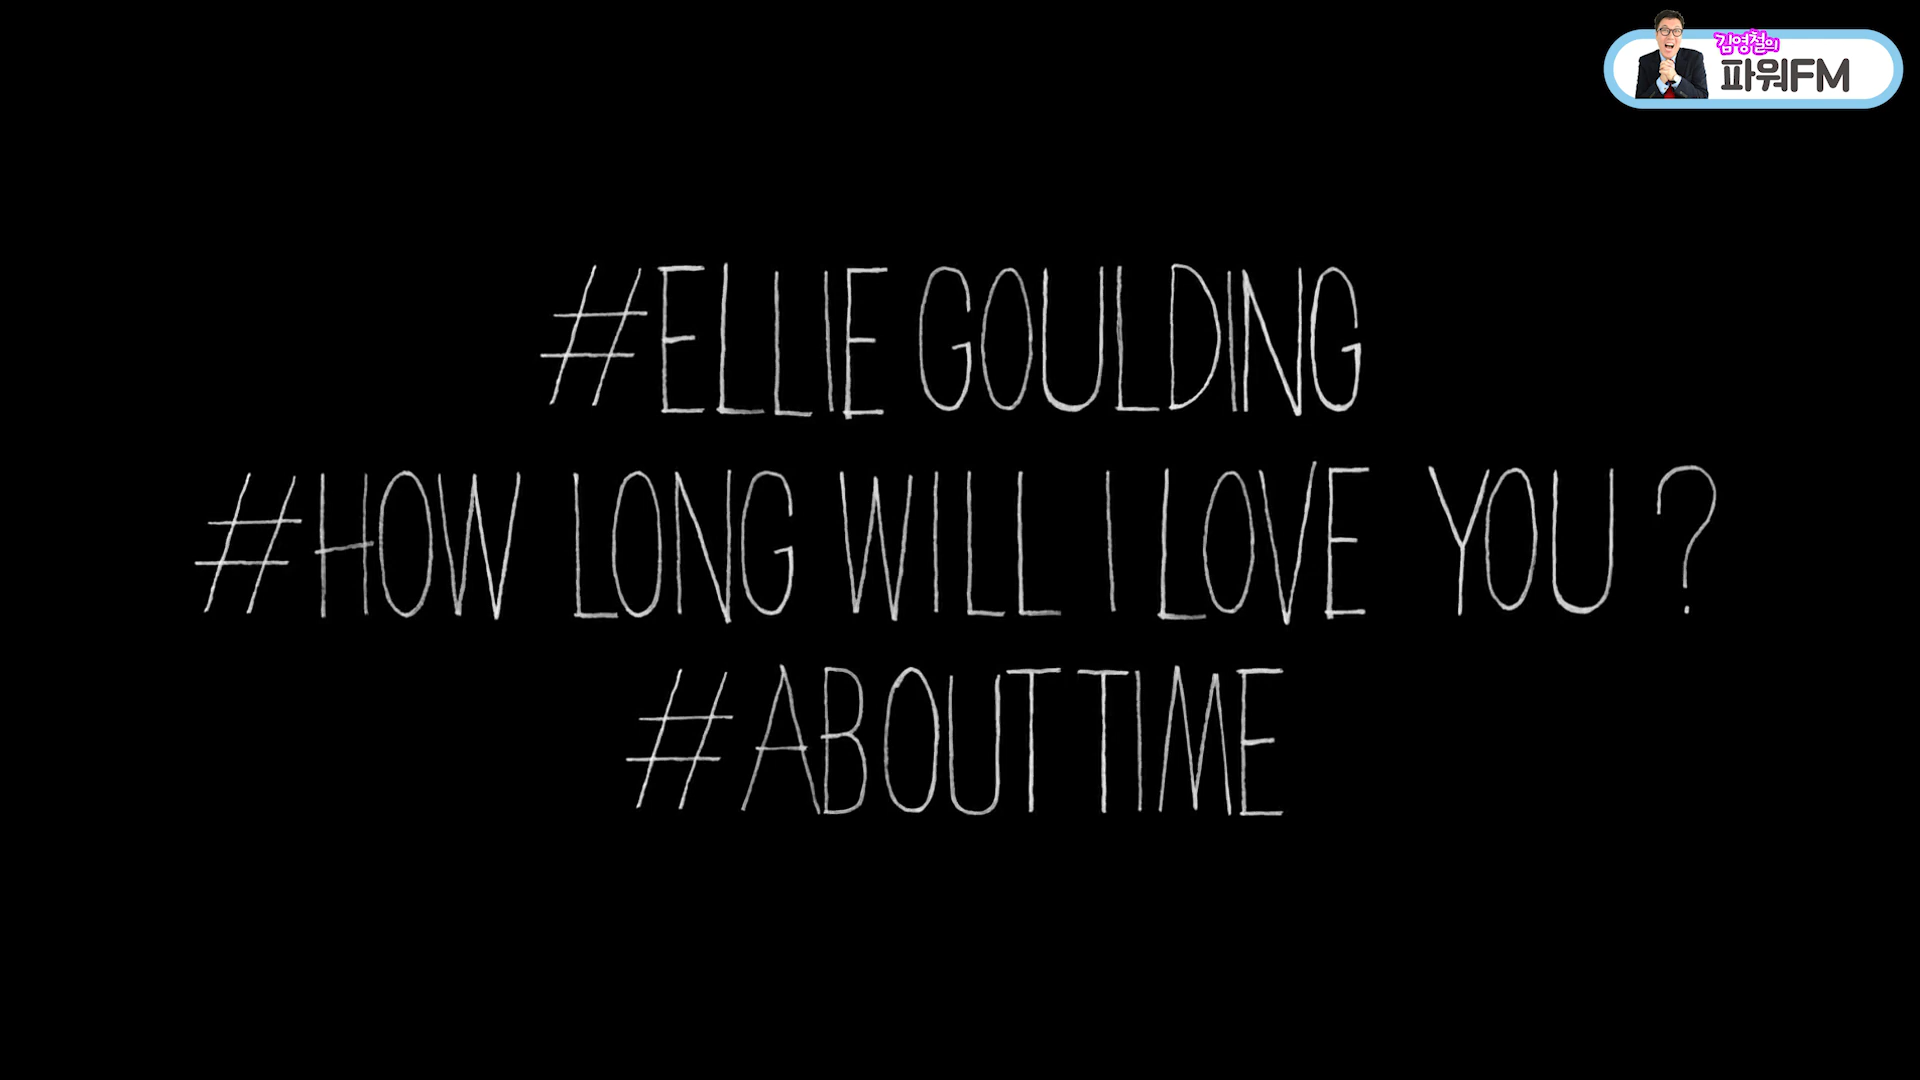 김영철의
파워FM
#ELLIE GOULDING
#HOW LONG WILL I LOVE YOU ?
#ABOUT TIME